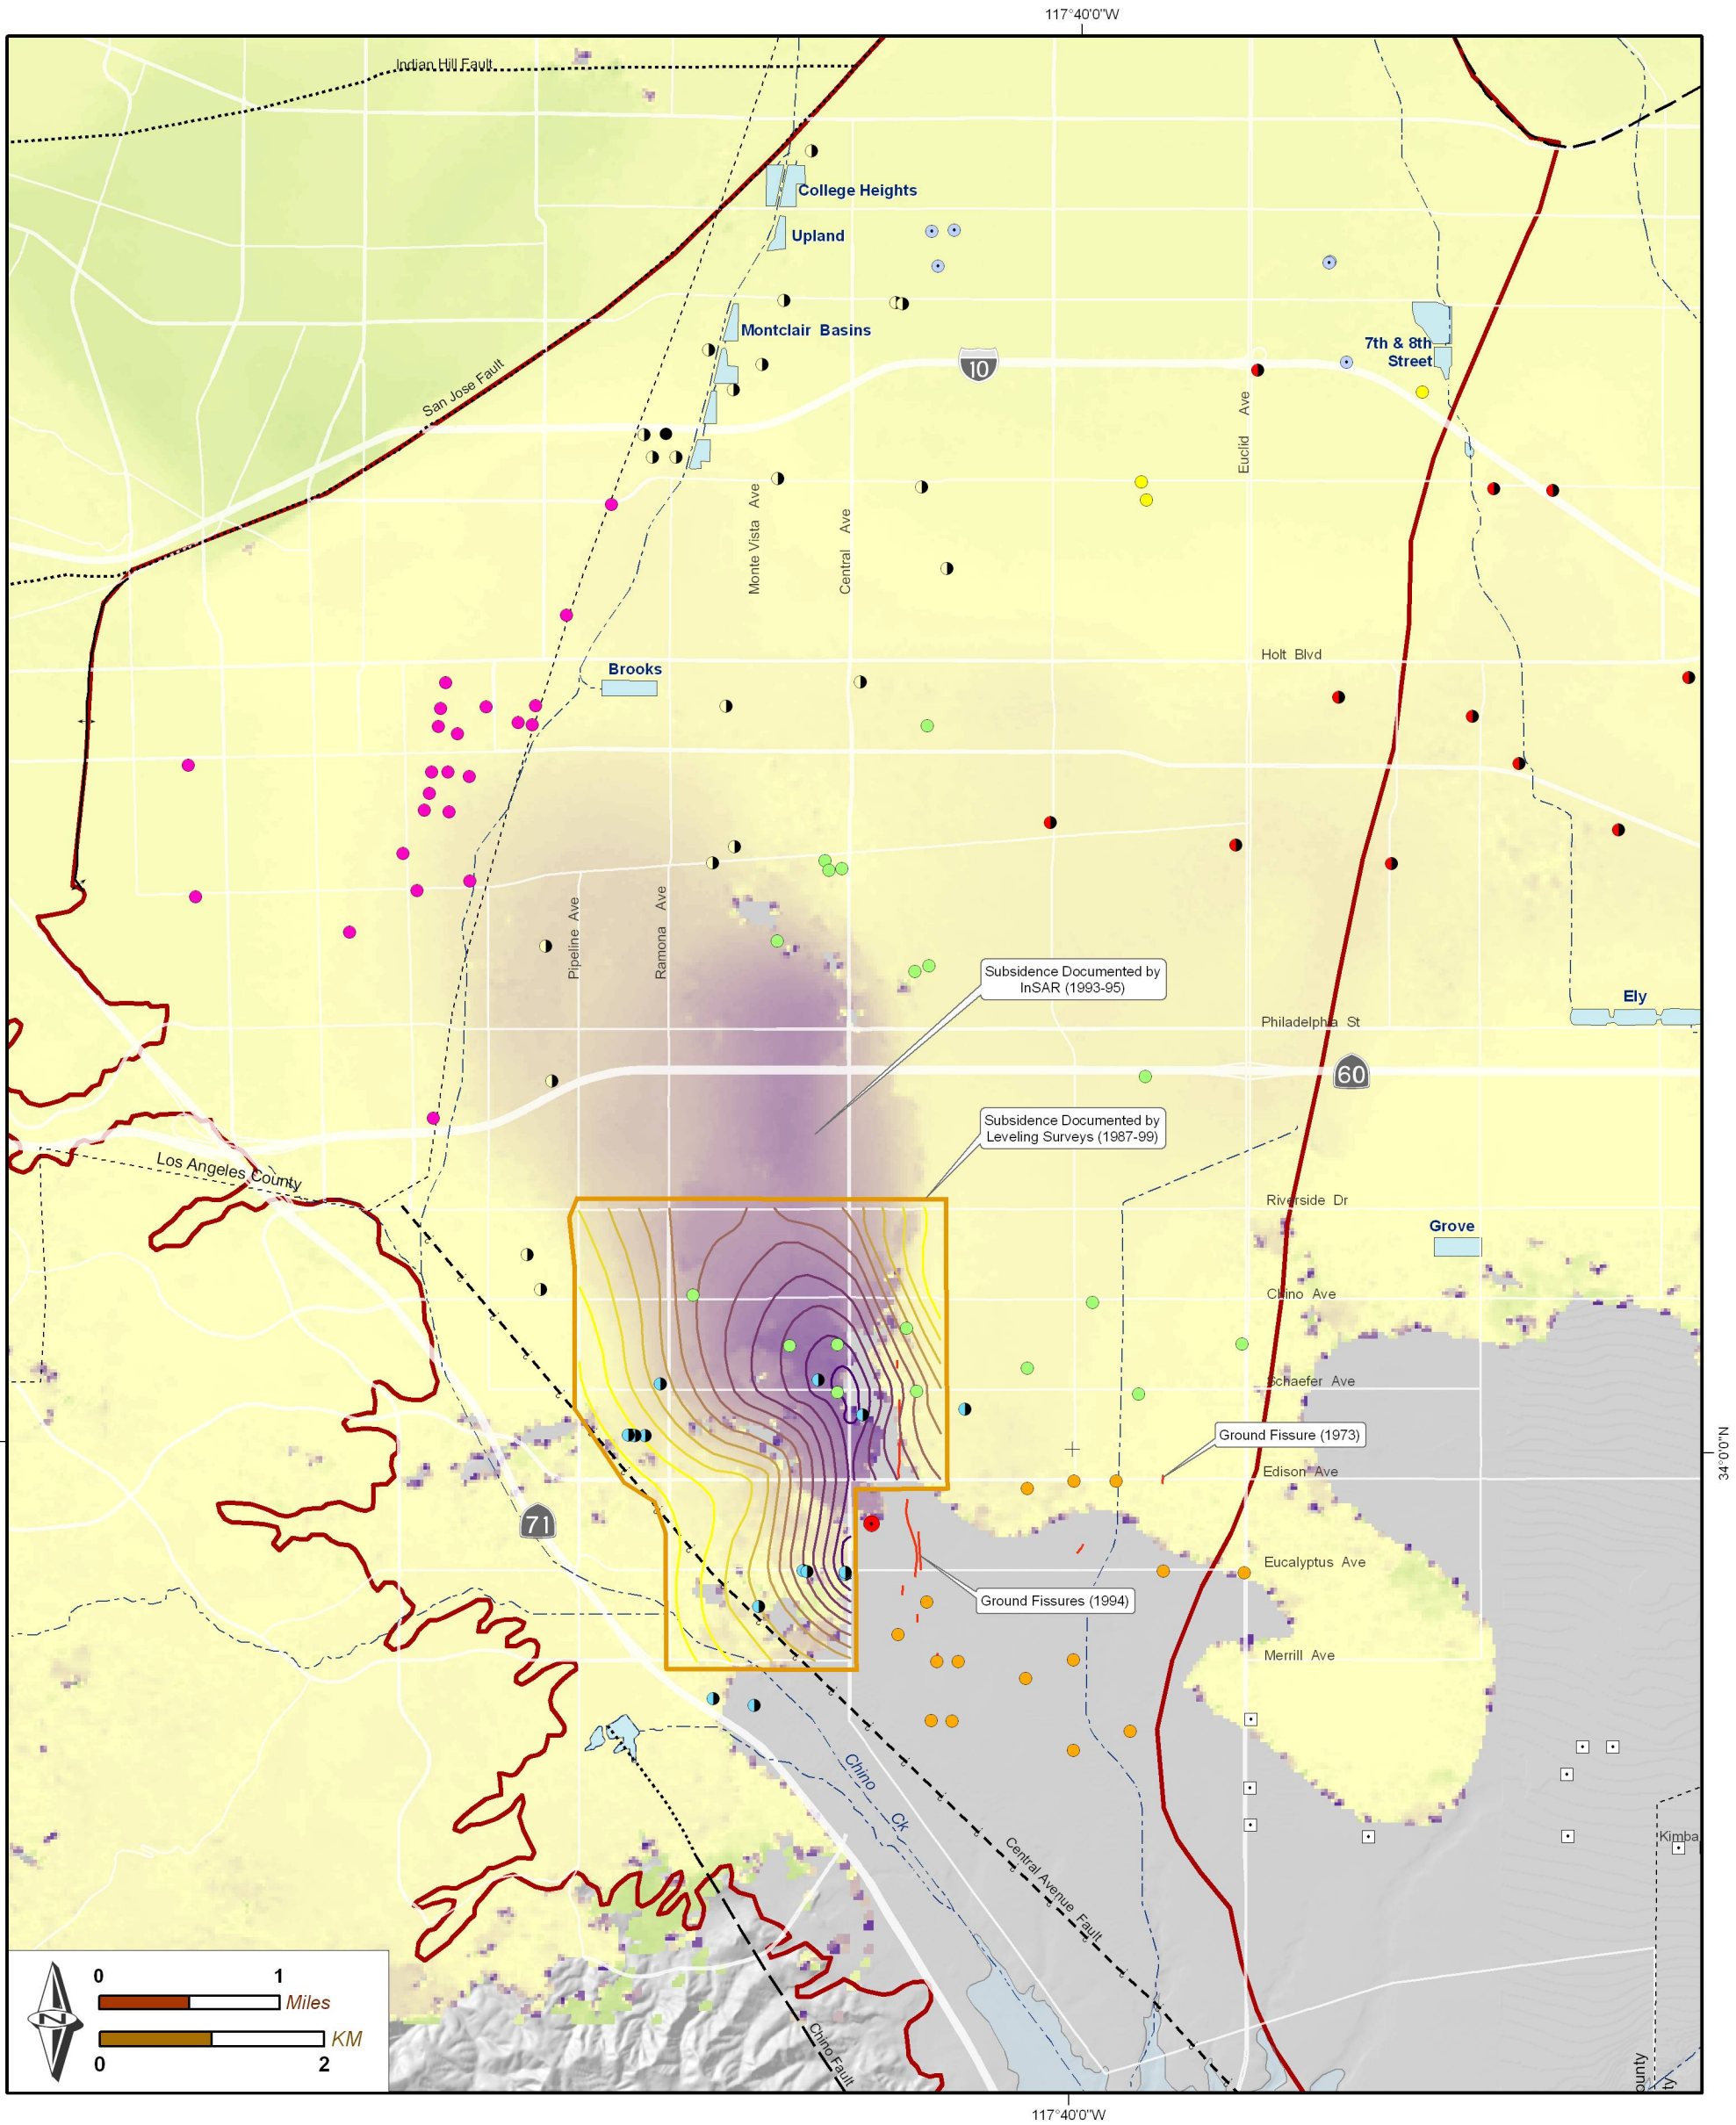 117°40'0"W
Indian Hill Fault
College Heights
Upland
Montclair Basins
7th & 8th
Street
10
San Jose Fault
Euclid Ave
Monte Vista Ave
Central Ave
Holt Blvd
Brooks
Pipeline Ave
Ramona Ave
Subsidence Documented by
InSAR (1993-95)
Ely
Philadelphia St
60
Subsidence Documented by
Leveling Surveys (1987-99)
Los Angeles County
Riverside Dr
Grove
Chino Ave
Schaefer Ave
Ground Fissure (1973)
34°0'0"N
Edison Ave
71
Eucalyptus Ave
Ground Fissures (1994)
Merrill Ave
Chino Ck
Kimba
Central Avenue Fault
0 1
Miles
KM
0 2
N
Chino Fault
ounty
ty
117°40'0"W